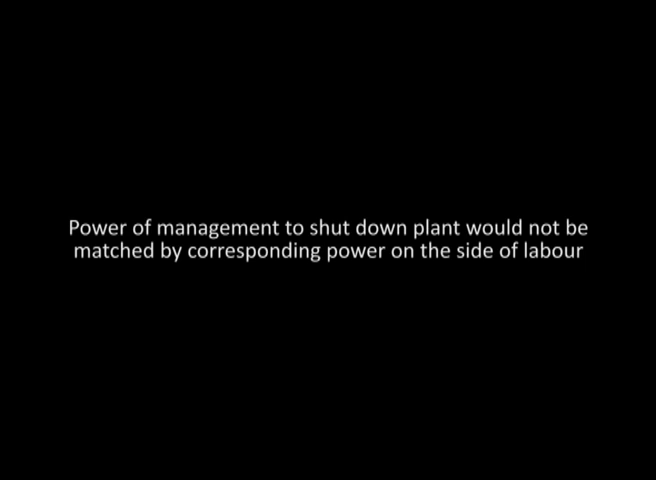 Power of management to shut down plant would not be
matched by corresponding power on the side of labour